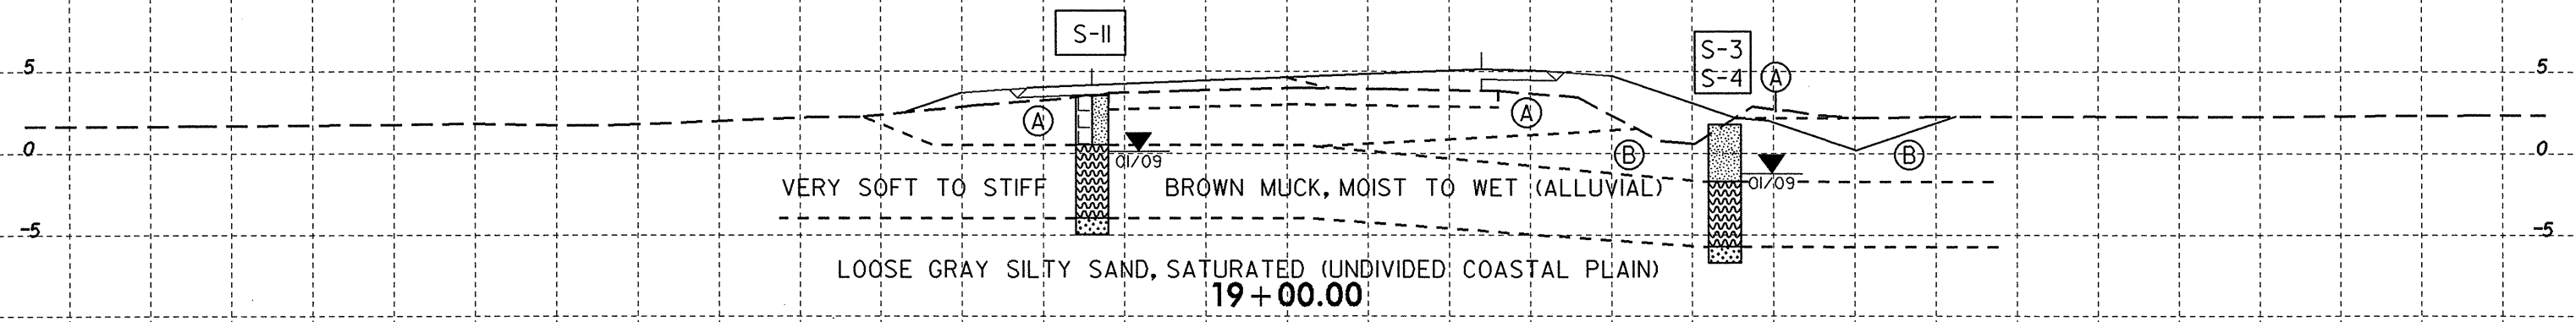 S-11
S-3
S-4
A
5
5
A
A
B
B
0
0
01/09
01/09
VERY SOFT TO STIFF BROWN MUCK, MOIST TO WET (ALLUVIAL)
-5
-5
LOOSE GRAY SILTY SAND, SATURATED (UNDIVIDED COASTAL PLAIN)
19+00.00